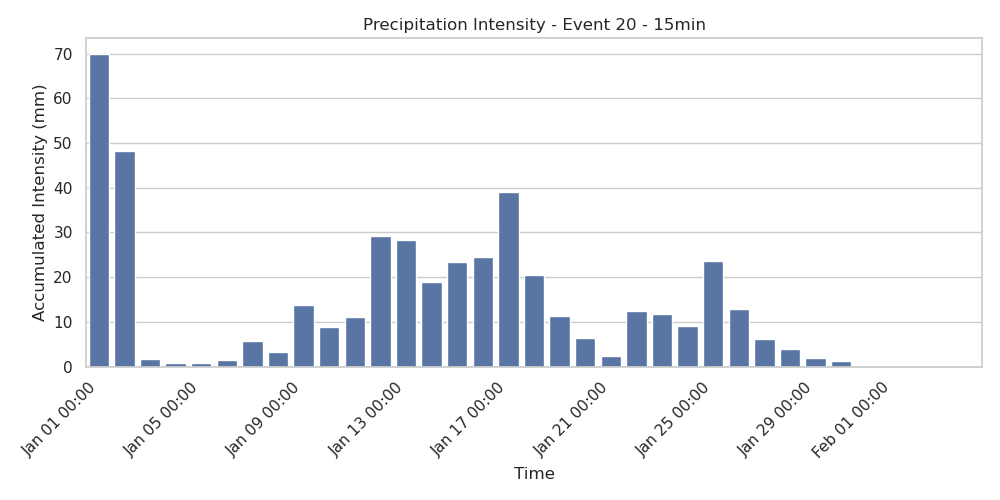 Precipitation Intensity - Event 20 - 15min
Accumulated Intensity (mm)
70
60
50
40
30
20
10
0
Jan 01 00:00
Jan 05 00:00
Jan 09 00:00
Jan 13 00:00
Jan 17 00:00
Jan 21 00:00
Jan 25 00:00
Jan 29 00:00
Feb 01 00:00
Time